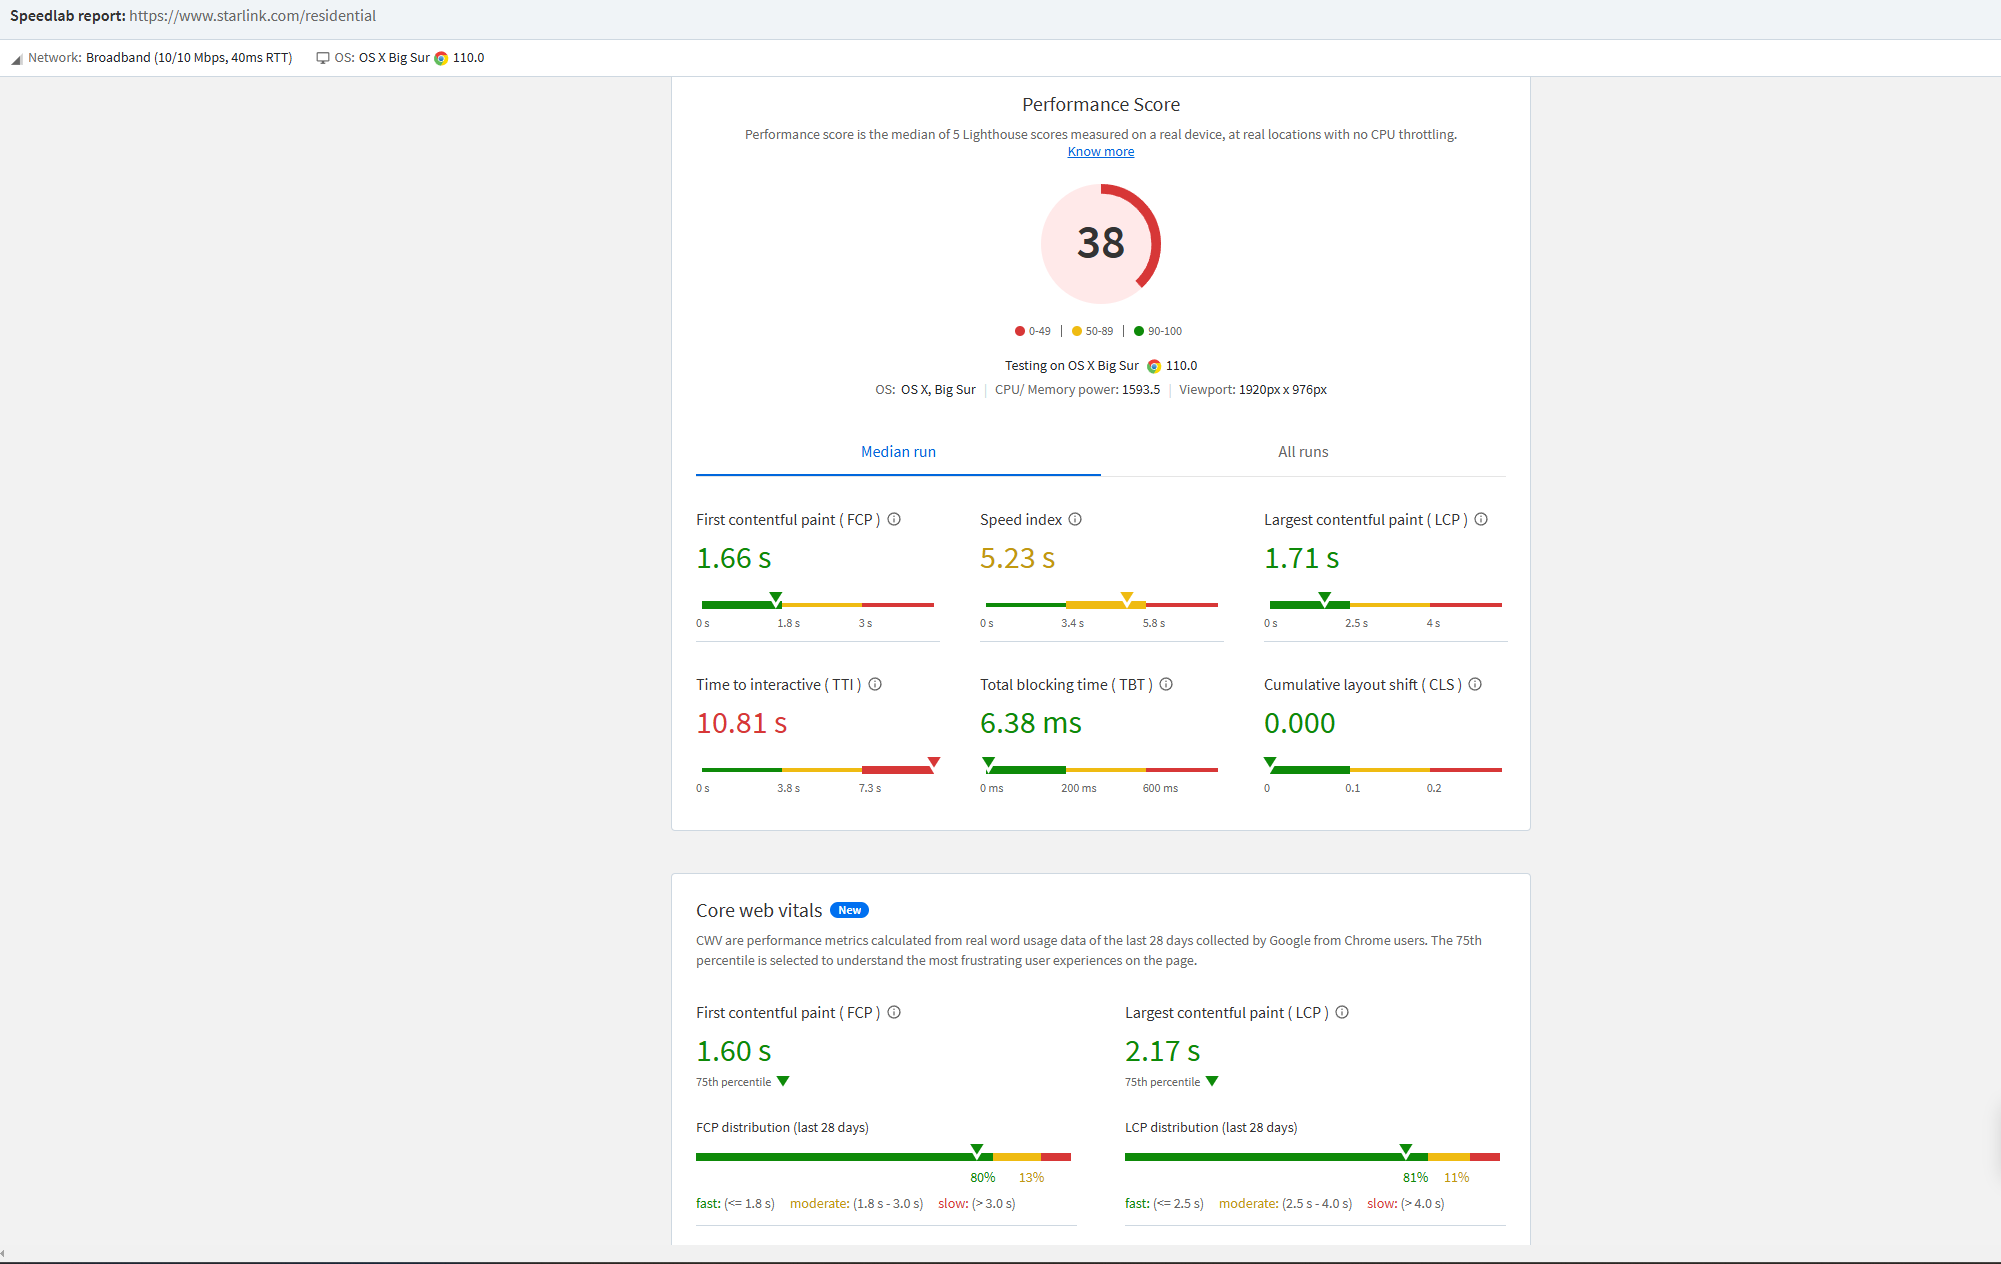 Speedlab report: https://www.starlink.com/residential
Network: Broadband (10/10 Mbps, 40ms RTT) OS: OS X Big Sur 110.0
Performance Score
Performance score is the median of 5 Lighthouse scores measured on a real device, at real locations with no CPU throttling.
Know more
38
0-49 | 50-89 | 90-100
Testing on OS X Big Sur 110.0
OS: OS X, Big Sur | CPU/ Memory power: 1593.5 | Viewport: 1920px x 976px
Median run All runs
First contentful paint ( FCP ) Speed index Largest contentful paint ( LCP )
1.66 s 5.23 s 1.71 s
0 s 1.8 s 3 s 0 s 3.4 s 5.8 s 0 s 2.5 s 4 s
Time to interactive ( TTI ) Total blocking time ( TBT ) Cumulative layout shift ( CLS )
10.81 s 6.38 ms 0.000
0 s 3.8 s 7.3 s 0 ms 200 ms 600 ms 0 0.1 0.2
Core web vitals New
CWV are performance metrics calculated from real word usage data of the last 28 days collected by Google from Chrome users. The 75th
percentile is selected to understand the most frustrating user experiences on the page.
First contentful paint ( FCP ) Largest contentful paint ( LCP )
1.60 s 2.17 s
75th percentile 75th percentile
FCP distribution (last 28 days) LCP distribution (last 28 days)
80% 13% 81% 11%
fast: (<= 1.8 s) moderate: (1.8 s - 3.0 s) slow: (> 3.0 s) fast: (<= 2.5 s) moderate: (2.5 s - 4.0 s) slow: (> 4.0 s)